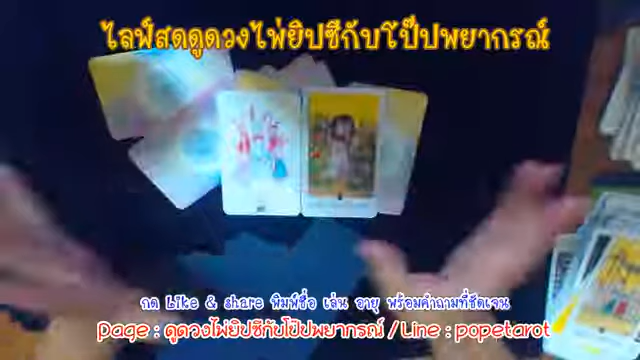 ไลฟ์สดดูดวงไพ่ยิปซีกับโป๊ปพยากรณ์
กด Like & share พิมพ์ชื่อ เล่น อายุ พร้อมคำถามที่ชัดเจน
Page : ดูดวงไพ่ยิปซีกับโป๊ปพยากรณ์ / Line : popetarot